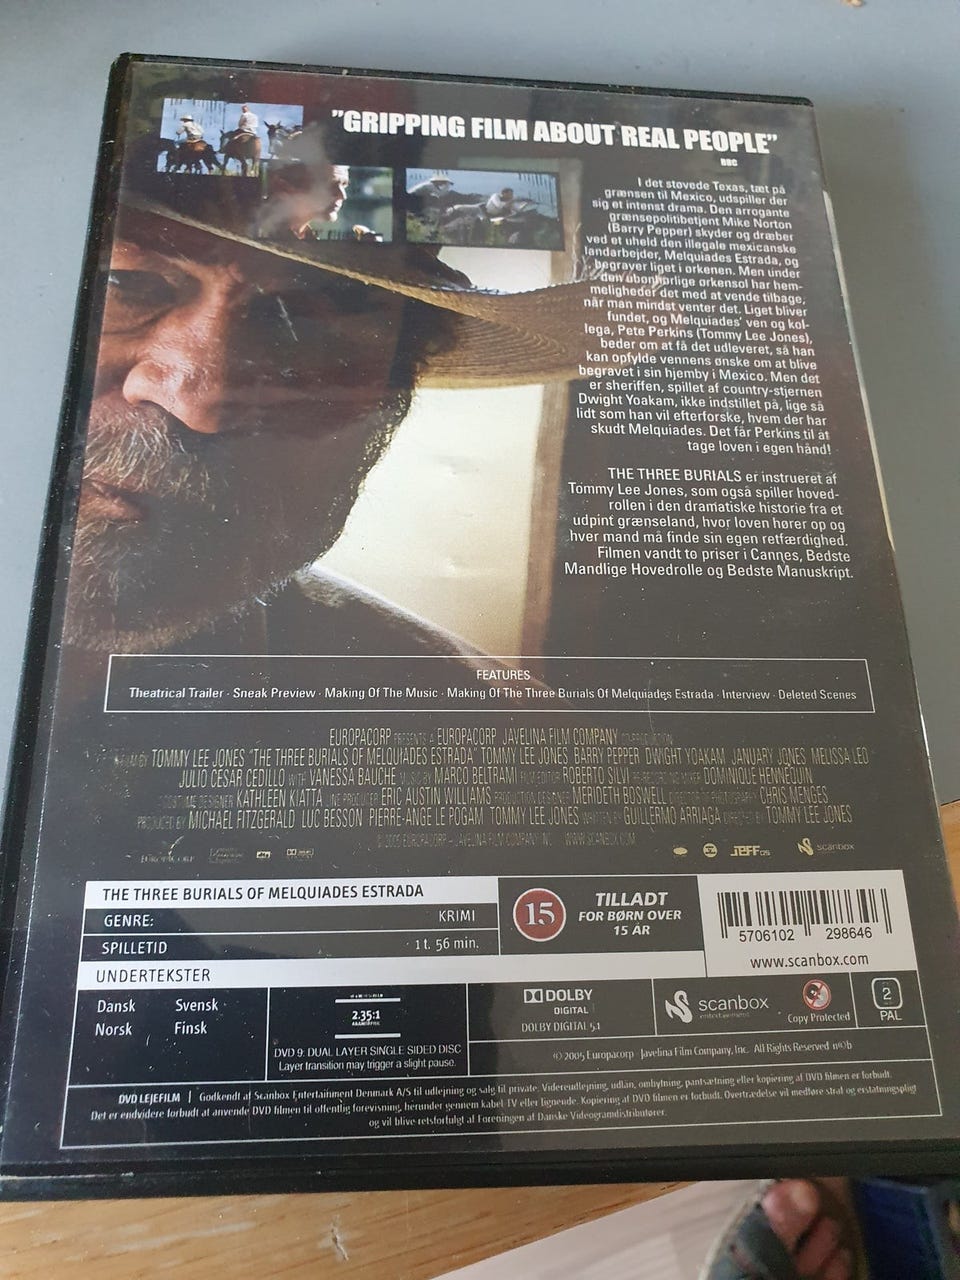 "GRIPPING FILM ABOUT REAL PEOPLE"
BBC
I det støvede Texas, tæt på
grænsen til Mexico, udspiller der
sig et intenst drama. Den arrogante
grænsepolitibetjent Mike Norton
(Barry Pepper) skyder og dræber
ved et uheld den illegale mexicanske
landarbejder, Melquiades Estrada, og
begraver liget i ørkenen. Men under
den ubønhørlige ørkensol har hem-
meligheder det med at vende tilbage,
når man mindst venter det. Liget bliver
fundet, og Melquiades' ven og kol-
lega, Pete Perkins (Tommy Lee Jones),
beder om at få det udleveret, så han
kan opfylde vennens ønske om at blive
begravet i sin hjemby i Mexico. Men det
er sheriffen, spillet af country-stjernen
Dwight Yoakam, ikke indstillet på, lige så
lidt som han vil efterforske, hvem der har
skudt Melquiades. Det får Perkins til at
tage loven i egen hånd!
THE THREE BURIALS er instrueret af
Tommy Lee Jones, som også spiller hoved-
rollen i den dramatiske historie fra et
udpint grænseland, hvor loven hører op og
hver mand må finde sin egen retfærdighed.
Filmen vandt to priser i Cannes, Bedste
Mandlige Hovedrolle og Bedste Manuskript.
FEATURES
Theatrical Trailer · Sneak Preview · Making Of The Music · Making Of The Three Burials Of Melquiades Estrada · Interview · Deleted Scenes
EUROPACORP PRESENTS A EUROPACORP JAVELINA FILM COMPANY COPRODUCTION
A FILM BY TOMMY LEE JONES "THE THREE BURIALS OF MELQUIADES ESTRADA" TOMMY LEE JONES BARRY PEPPER DWIGHT YOAKAM JANUARY JONES MELISSA LEO
JULIO CESAR CEDILLO WITH VANESSA BAUCHE MUSIC BY MARCO BELTRAMI FILM EDITOR ROBERTO SILVI RE-RECORDING MIXER DOMINIQUE HENNEQUIN
COSTUME DESIGNER KATHLEEN KIATTA LINE PRODUCER ERIC AUSTIN WILLIAMS PRODUCTION DESIGNER MERIDETH BOSWELL DIRECTOR OF PHOTOGRAPHY CHRIS MENGES
PRODUCED BY MICHAEL FITZGERALD LUC BESSON PIERRE-ANGE LE POGAM TOMMY LEE JONES WRITTEN BY GUILLERMO ARRIAGA DIRECTED BY TOMMY LEE JONES
© 2005 EUROPACORP – JAVELINA FILM COMPANY INC WWW.SCANBOX.COM
EUROPACORP dts scanbox
THE THREE BURIALS OF MELQUIADES ESTRADA
GENRE: KRIMI
SPILLETID 1 t. 56 min.
15
TILLADT
FOR BØRN OVER
15 ÅR
5706102 298646
www.scanbox.com
UNDERTEKSTER
Dansk Svensk
Norsk Finsk
2.35:1
ANAMORPHIC
DVD 9: DUAL LAYER SINGLE SIDED DISC
Layer transition may trigger a slight pause.
DOLBY
DIGITAL
DOLBY DIGITAL 5.1
scanbox
entertainment
Copy Protected
2
PAL
© 2005 Europacorp Javelina Film Company, Inc. All Rights Reserved
DVD LEJEFILM | Godkendt af Scanbox Entertainment Danmark A/S til udlejning og salg til private. Videreudlejning, udlån, ombytning, pantsætning eller kopiering af DVD filmen er forbudt.
Det er endvidere forbudt at anvende DVD filmen til offentlig forevisning, herunder gennem kabel-TV eller lignende. Kopiering af DVD filmen er forbudt. Overtrædelse vil medføre straf og erstatningspligt
og vil blive retsforfulgt af Foreningen af Danske Videogramdistributører.